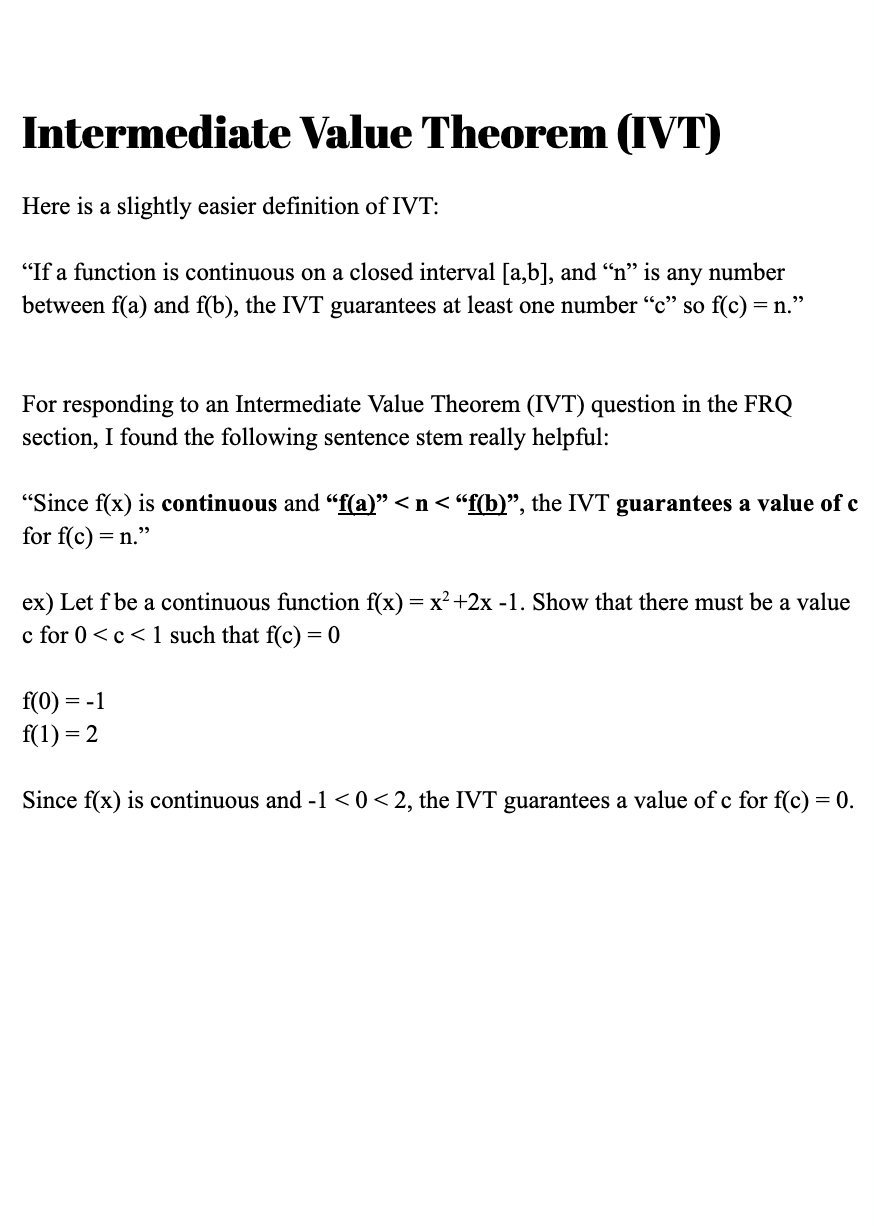 Intermediate Value Theorem (IVT)
Here is a slightly easier definition of IVT:
“If a function is continuous on a closed interval [a,b], and “n” is any number
between f(a) and f(b), the IVT guarantees at least one number “c” so f(c) = n.”
For responding to an Intermediate Value Theorem (IVT) question in the FRQ
section, I found the following sentence stem really helpful:
“Since f(x) is continuous and “f(a)” < n < “f(b)”, the IVT guarantees a value of c
for f(c) = n.”
ex) Let f be a continuous function f(x) = x² +2x -1. Show that there must be a value
c for 0 < c < 1 such that f(c) = 0
f(0) = -1
f(1) = 2
Since f(x) is continuous and -1 < 0 < 2, the IVT guarantees a value of c for f(c) = 0.